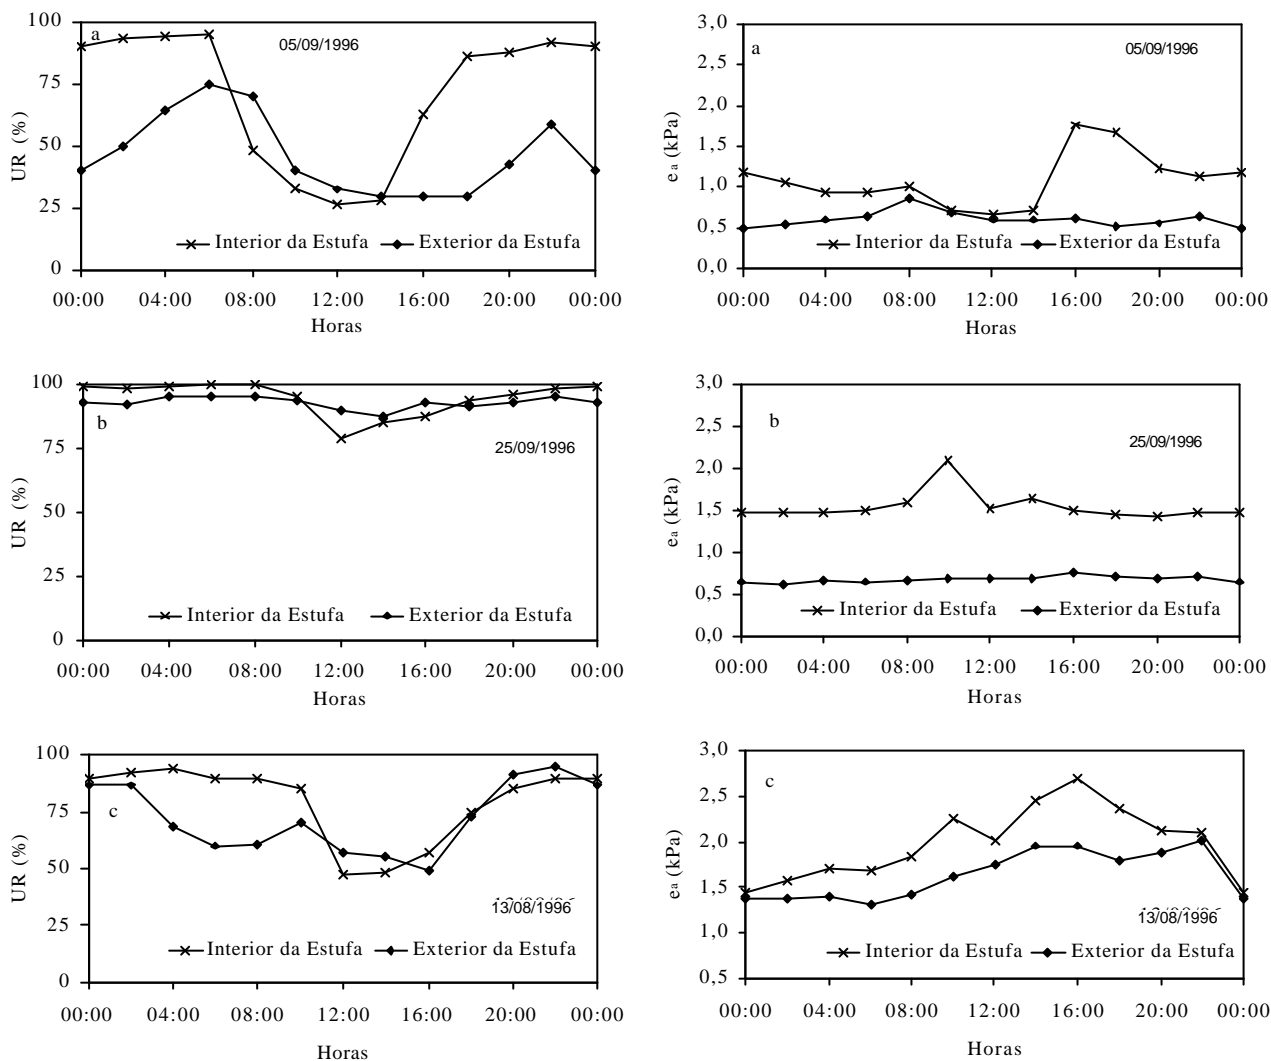 100
75
50
25
0
UR (%)
a
05/09/1996
Interior da Estufa
Exterior da Estufa
00:00 04:00 08:00 12:00 16:00 20:00 00:00
Horas
3,0
2,5
2,0
1,5
1,0
0,5
0,0
ea (kPa)
a
05/09/1996
Interior da Estufa
Exterior da Estufa
00:00 04:00 08:00 12:00 16:00 20:00 00:00
Horas
100
75
50
25
0
UR (%)
b
25/09/1996
Interior da Estufa
Exterior da Estufa
00:00 04:00 08:00 12:00 16:00 20:00 00:00
Horas
3,0
2,5
2,0
1,5
1,0
0,5
0,0
ea (kPa)
b
25/09/1996
Interior da Estufa
Exterior da Estufa
00:00 04:00 08:00 12:00 16:00 20:00 00:00
Horas
100
75
50
25
0
UR (%)
c
13/08/1996
Interior da Estufa
Exterior da Estufa
00:00 04:00 08:00 12:00 16:00 20:00 00:00
Horas
3,0
2,5
2,0
1,5
1,0
0,5
ea (kPa)
c
13/08/1996
Interior da Estufa
Exterior da Estufa
00:00 04:00 08:00 12:00 16:00 20:00 00:00
Horas